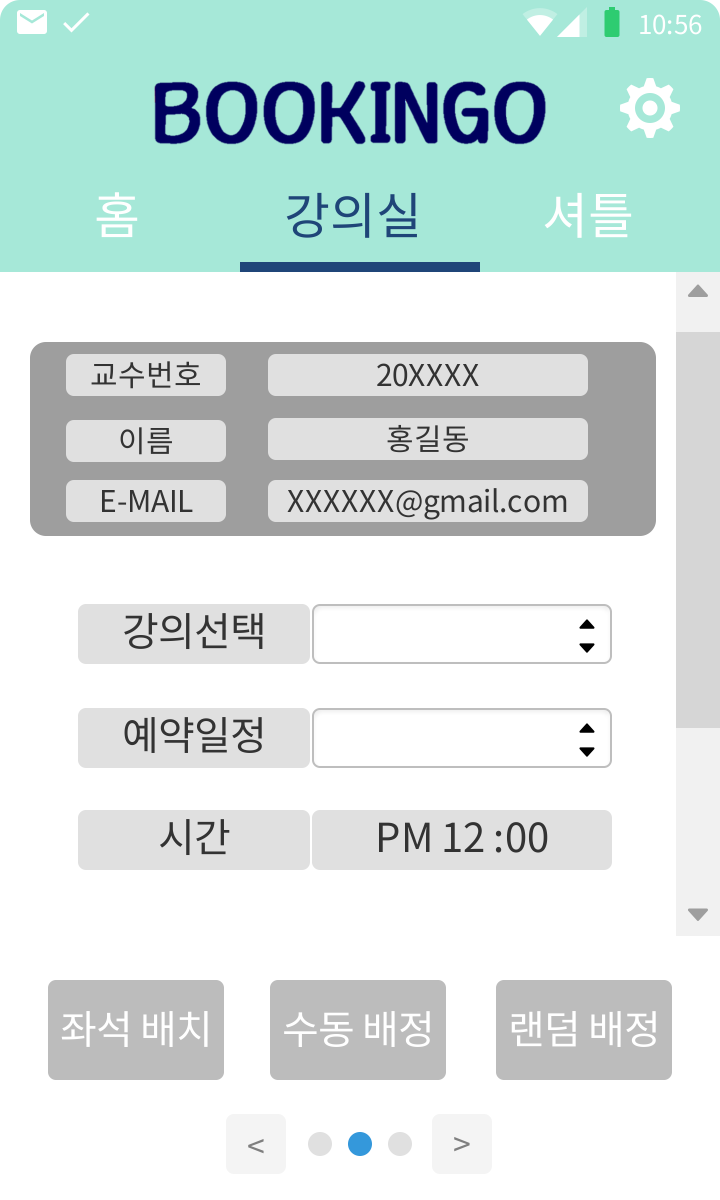 10:56
BOOKINGO
홈 강의실 셔틀
교수번호 20XXXX
이름 홍길동
E-MAIL XXXXXX@gmail.com
강의선택
예약일정
시간 PM 12 :00
좌석 배치 수동 배정 랜덤 배정
< >